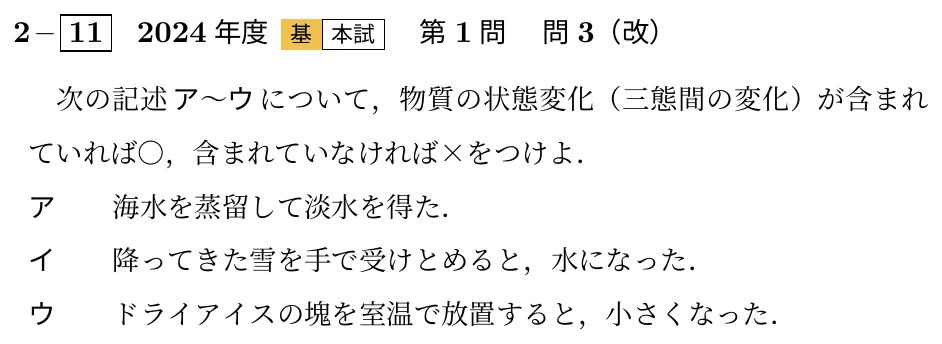 2-11 2024年度 基 本試 第1問 問3(改)
次の記述ア〜ウについて,物質の状態変化(三態間の変化)が含まれ
ていれば○,含まれていなければ×をつけよ.
ア 海水を蒸留して淡水を得た.
イ 降ってきた雪を手で受けとめると,水になった.
ウ ドライアイスの塊を室温で放置すると,小さくなった.